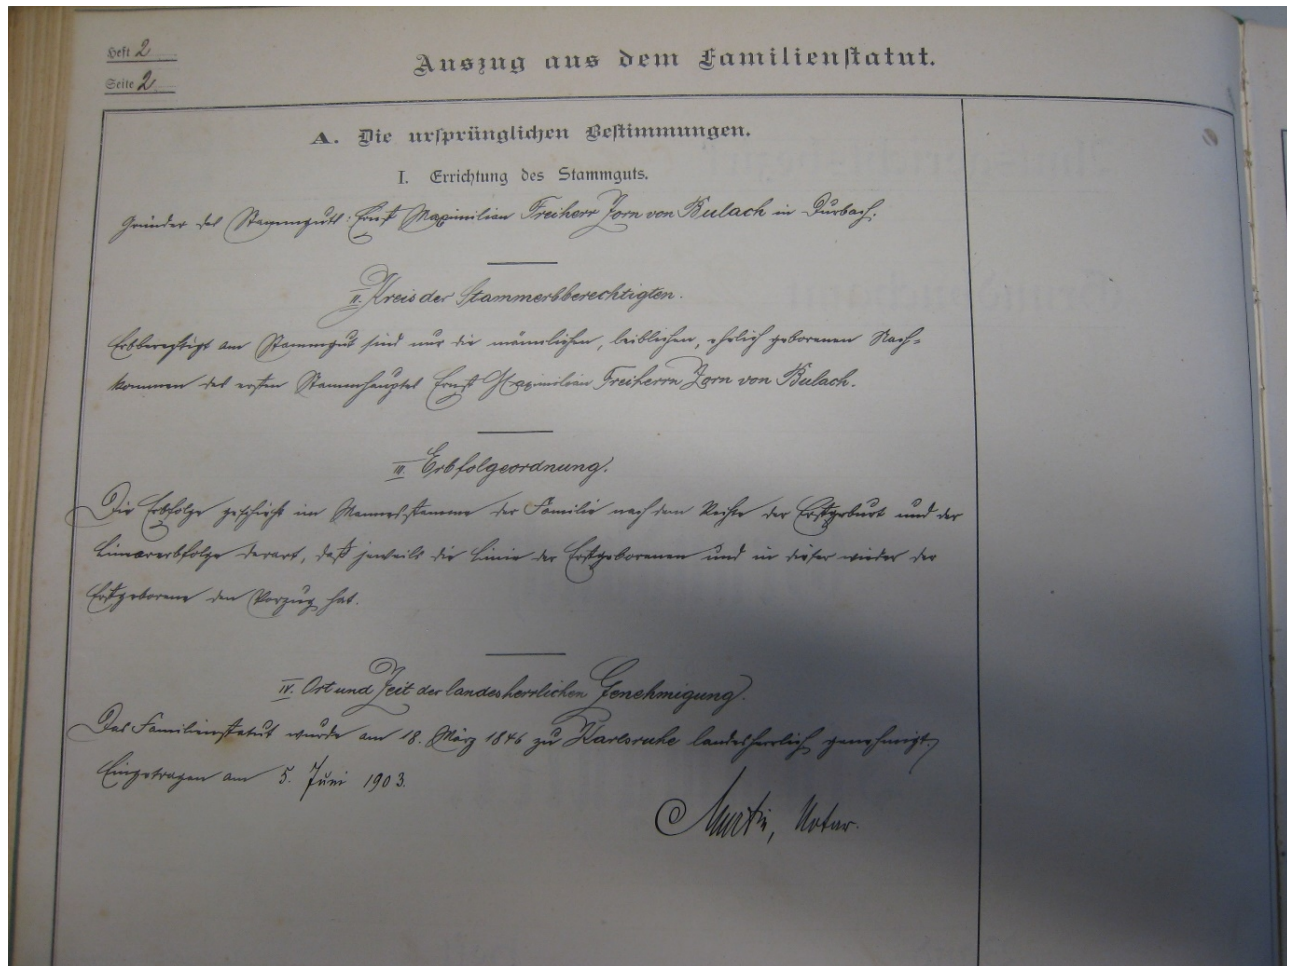 Heft 2
Seite 2
Auszug aus dem Familienstatut.
A. Die ursprünglichen Bestimmungen.
I. Errichtung des Stammguts.
Gründer des Stammguts: Ernst Maximilian Freiherr Zorn von Bulach in Durbach.
II. Kreis der Stammerbberechtigten.
Erbberechtigt am Stammgut sind nur die männlichen, leiblichen, ehelich geborenen Nach-
kommen des ersten Stammhauptes Ernst Maximilian Freiherrn Zorn von Bulach.
III. Erbfolgeordnung.
Die Erbfolge geschieht im Mannesstamme der Familie nach dem Rechte der Erstgeburt und der
Linearerbfolge derart, daß jeweils die Linie der Erstgeborenen und in dieser wieder der
Erstgeborene den Vorzug hat.
IV. Ort und Zeit der landesherrlichen Genehmigung.
Das Familienstatut wurde am 18. März 1846 zu Karlsruhe landesherrlich genehmigt.
Eingetragen am 5. Juni 1903.
Martin, Notar.